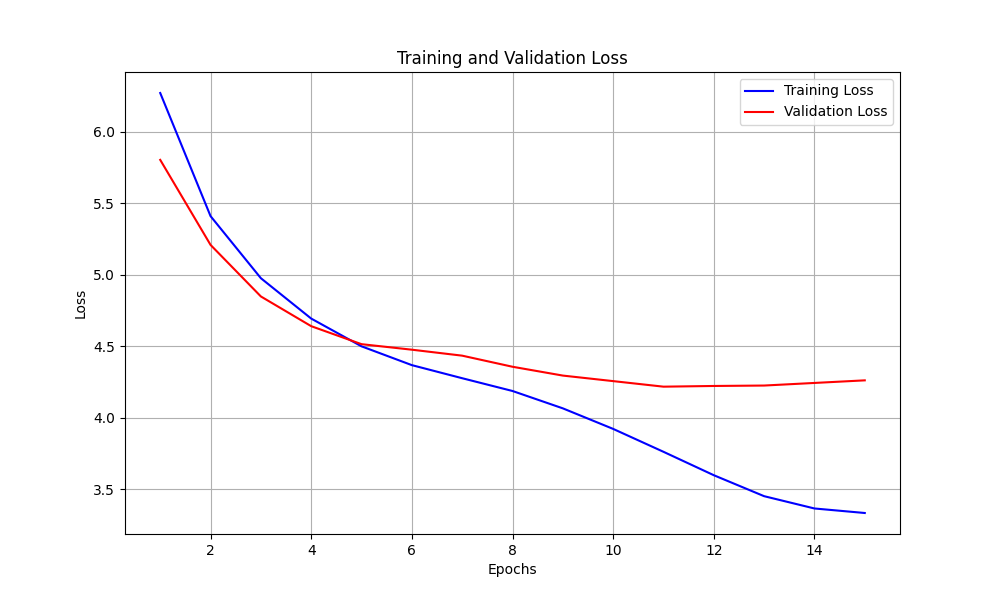 Training and Validation Loss
Training Loss
Validation Loss
6.0
5.5
5.0
4.5
4.0
3.5
Loss
2 4 6 8 10 12 14
Epochs